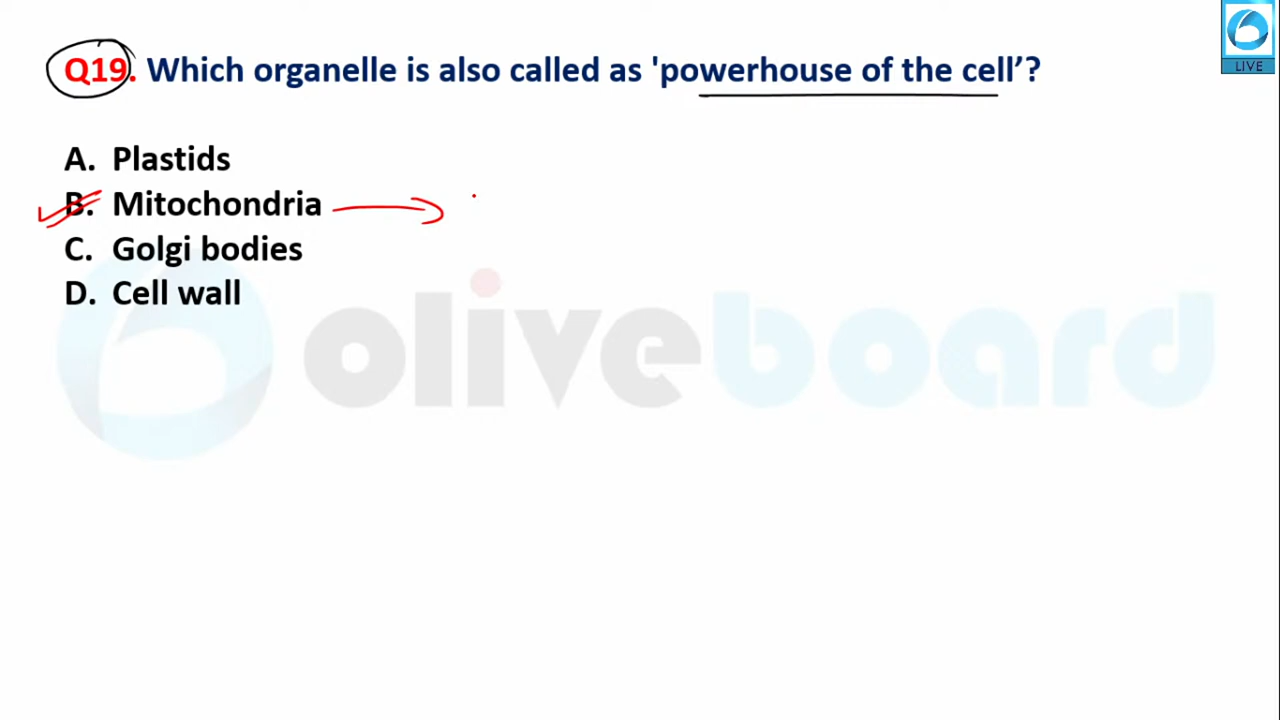 LIVE
Q19. Which organelle is also called as 'powerhouse of the cell’?
A. Plastids
B. Mitochondria
C. Golgi bodies
D. Cell wall
oliveboard